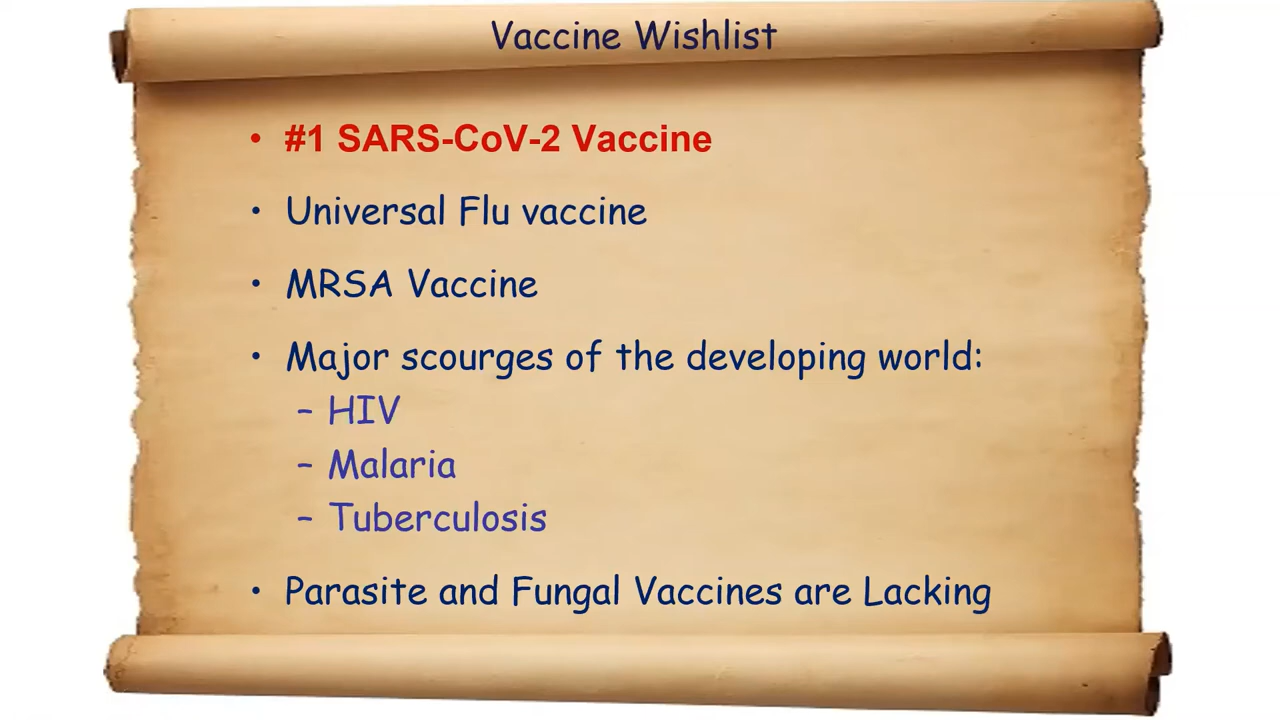 Vaccine Wishlist
• #1 SARS-CoV-2 Vaccine
• Universal Flu vaccine
• MRSA Vaccine
• Major scourges of the developing world:
– HIV
– Malaria
– Tuberculosis
• Parasite and Fungal Vaccines are Lacking